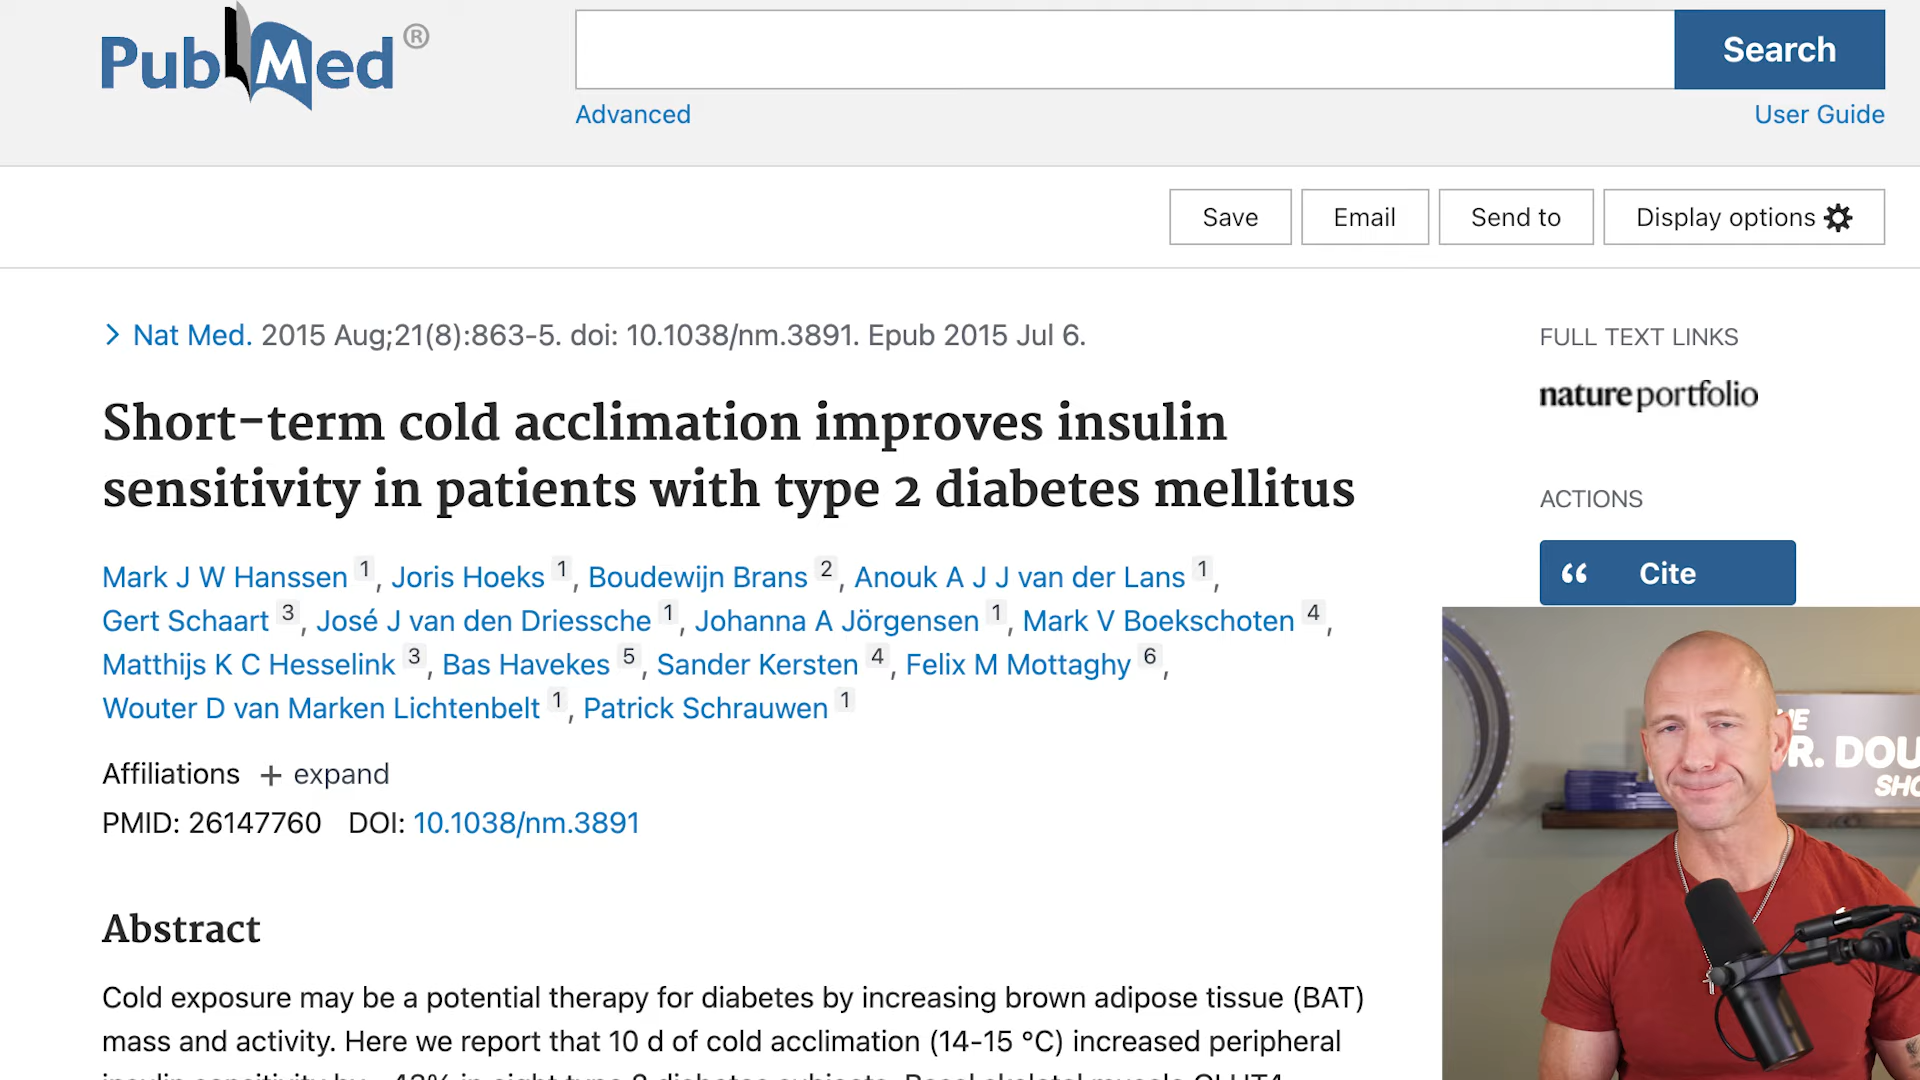 PubMed®
Search
Advanced
User Guide
Save
Email
Send to
Display options
Nat Med. 2015 Aug;21(8):863-5. doi: 10.1038/nm.3891. Epub 2015 Jul 6.
FULL TEXT LINKS
nature portfolio
Short-term cold acclimation improves insulin
sensitivity in patients with type 2 diabetes mellitus
ACTIONS
Cite
Mark J W Hanssen 1, Joris Hoeks 1, Boudewijn Brans 2, Anouk A J J van der Lans 1,
Gert Schaart 3, José J van den Driessche 1, Johanna A Jörgensen 1, Mark V Boekschoten 4,
Matthijs K C Hesselink 3, Bas Havekes 5, Sander Kersten 4, Felix M Mottaghy 6,
Wouter D van Marken Lichtenbelt 1, Patrick Schrauwen 1
Affiliations + expand
PMID: 26147760 DOI: 10.1038/nm.3891
Abstract
Cold exposure may be a potential therapy for diabetes by increasing brown adipose tissue (BAT)
mass and activity. Here we report that 10 d of cold acclimation (14-15 °C) increased peripheral